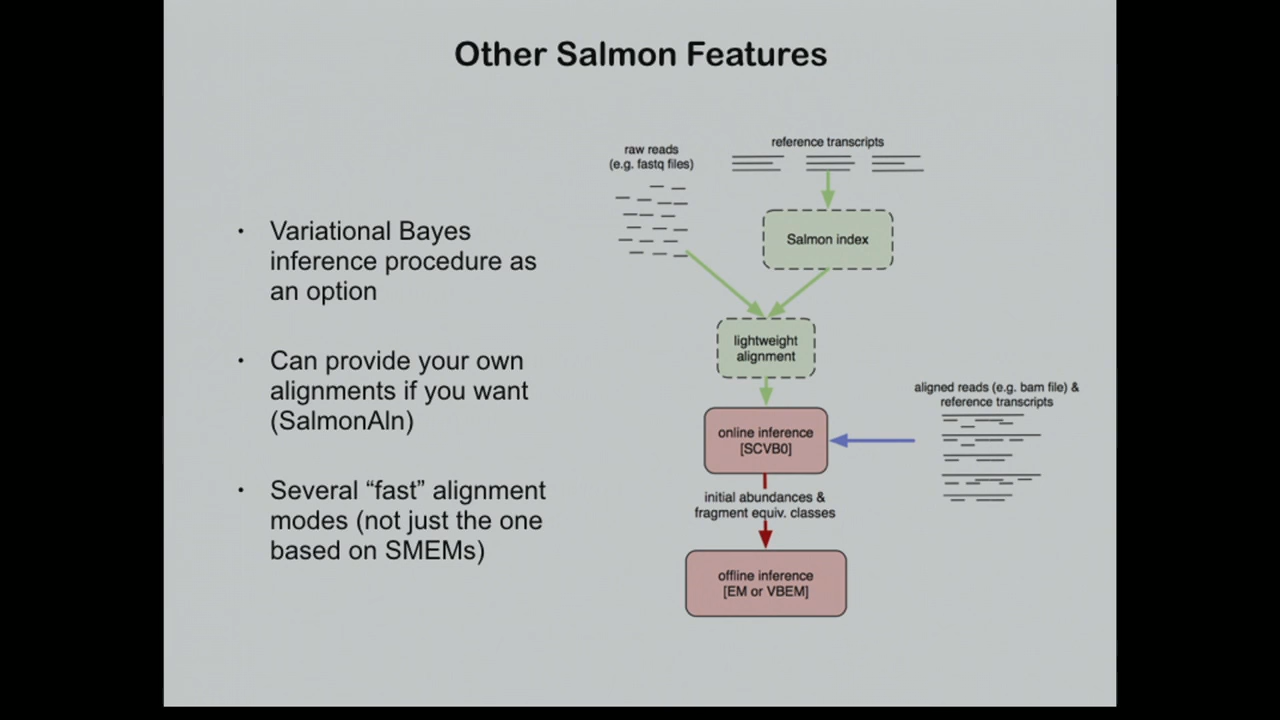 Other Salmon Features
• Variational Bayes
inference procedure as
an option
• Can provide your own
alignments if you want
(SalmonAln)
• Several “fast” alignment
modes (not just the one
based on SMEMs)
raw reads
(e.g. fastq files)
reference transcripts
Salmon index
lightweight
alignment
aligned reads (e.g. bam file) &
reference transcripts
online inference
[SCVB0]
initial abundances &
fragment equiv. classes
offline inference
[EM or VBEM]